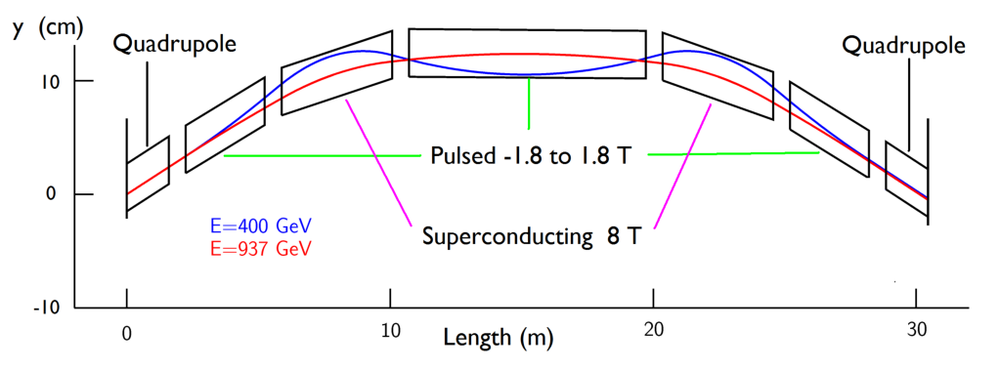 y (cm)
Quadrupole
Quadrupole
10
Pulsed -1.8 to 1.8 T
0
E=400 GeV
E=937 GeV
Superconducting 8 T
-10
0
10
20
30
Length (m)